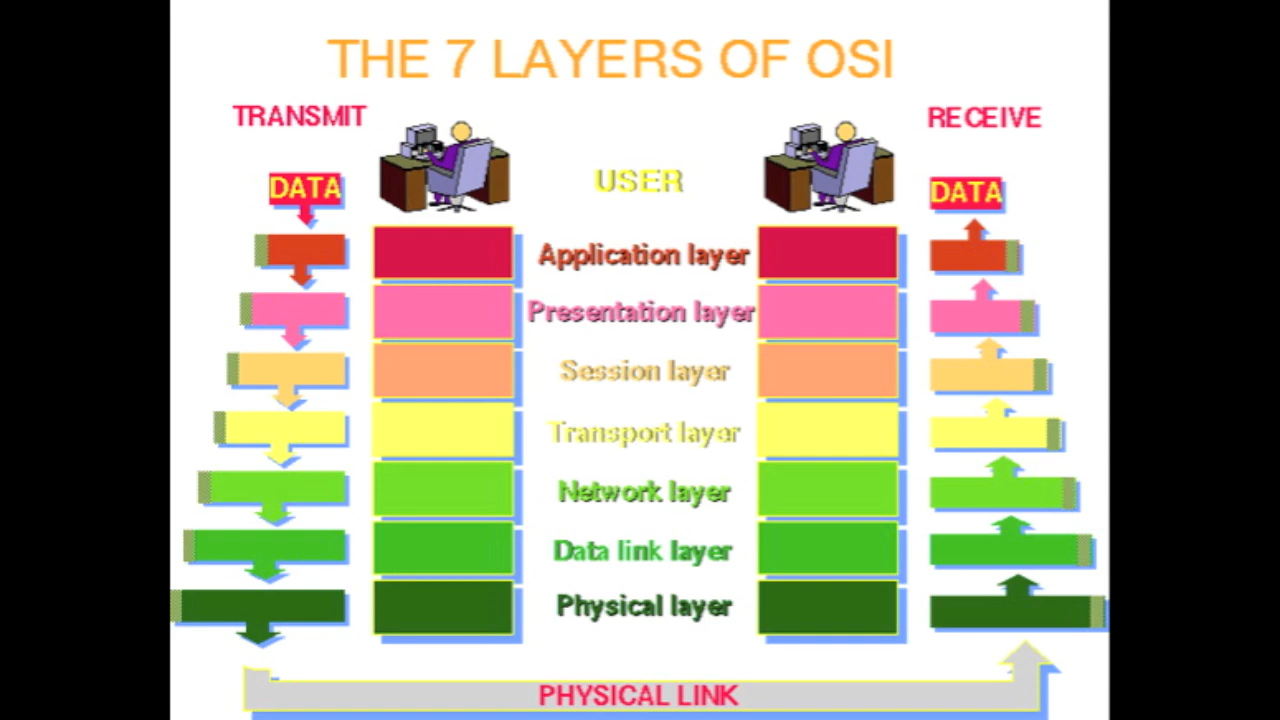 THE 7 LAYERS OF OSI
TRANSMIT
RECEIVE
DATA
USER
DATA
Application layer
Presentation layer
Session layer
Transport layer
Network layer
Data link layer
Physical layer
PHYSICAL LINK